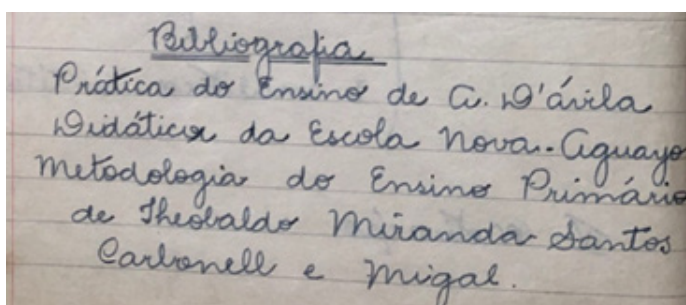 Bibliografia
Prática do Ensino de A. D'ávila
Didática da Escola Nova - Aguayo
Metodologia do Ensino Primário
de Theobaldo Miranda Santos
Carbonell e Migal.